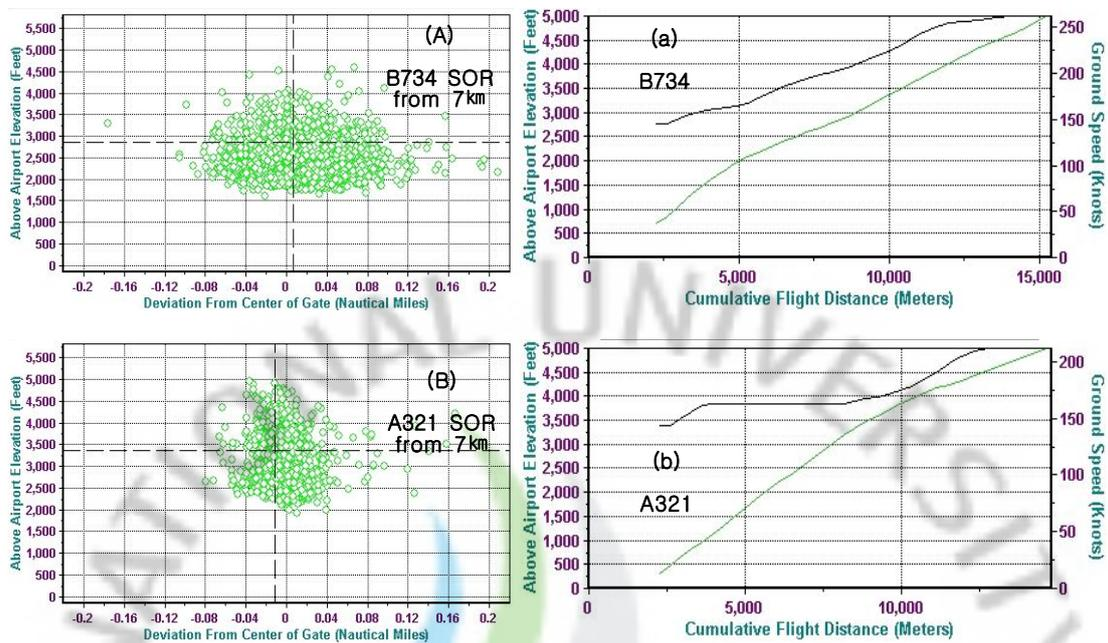 Above Airport Elevation (Feet)
5,500
5,000
4,500
4,000
3,500
3,000
2,500
2,000
1,500
1,000
500
0
(A)
B734 SOR
from 7㎞
-0.2 -0.16 -0.12 -0.08 -0.04 0 0.04 0.08 0.12 0.16 0.2
Deviation From Center of Gate (Nautical Miles)
Above Airport Elevation (Feet)
5,000
4,500
4,000
3,500
3,000
2,500
2,000
1,500
1,000
500
0
(a)
B734
250
200
150
100
50
0
Ground Speed (Knots)
0 5,000 10,000 15,000
Cumulative Flight Distance (Meters)
Above Airport Elevation (Feet)
5,500
5,000
4,500
4,000
3,500
3,000
2,500
2,000
1,500
1,000
500
0
(B)
A321 SOR
from 7㎞
-0.2 -0.16 -0.12 -0.08 -0.04 0 0.04 0.08 0.12 0.16 0.2
Deviation From Center of Gate (Nautical Miles)
Above Airport Elevation (Feet)
5,000
4,500
4,000
3,500
3,000
2,500
2,000
1,500
1,000
500
0
(b)
A321
200
150
100
50
0
Ground Speed (Knots)
0 5,000 10,000
Cumulative Flight Distance (Meters)
NATIONAL UNIVERSITY